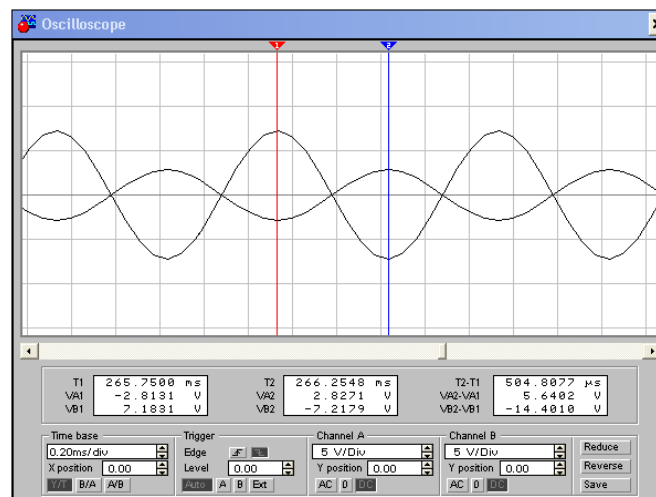 Oscilloscope
1 2
T1 265.7500 ms T2 266.2548 ms T2-T1 504.8077 µs
VA1 -2.8131 V VA2 2.8271 V VA2-VA1 5.6402 V
VB1 7.1831 V VB2 -7.2179 V VB2-VB1 -14.4010 V
Time base Trigger Channel A Channel B
0.20ms/div Edge 5 V/Div 5 V/Div Reduce
X position 0.00 Level 0.00 Y position 0.00 Y position 0.00 Reverse
Y/T B/A A/B Auto A B Ext AC 0 DC AC 0 DC Save